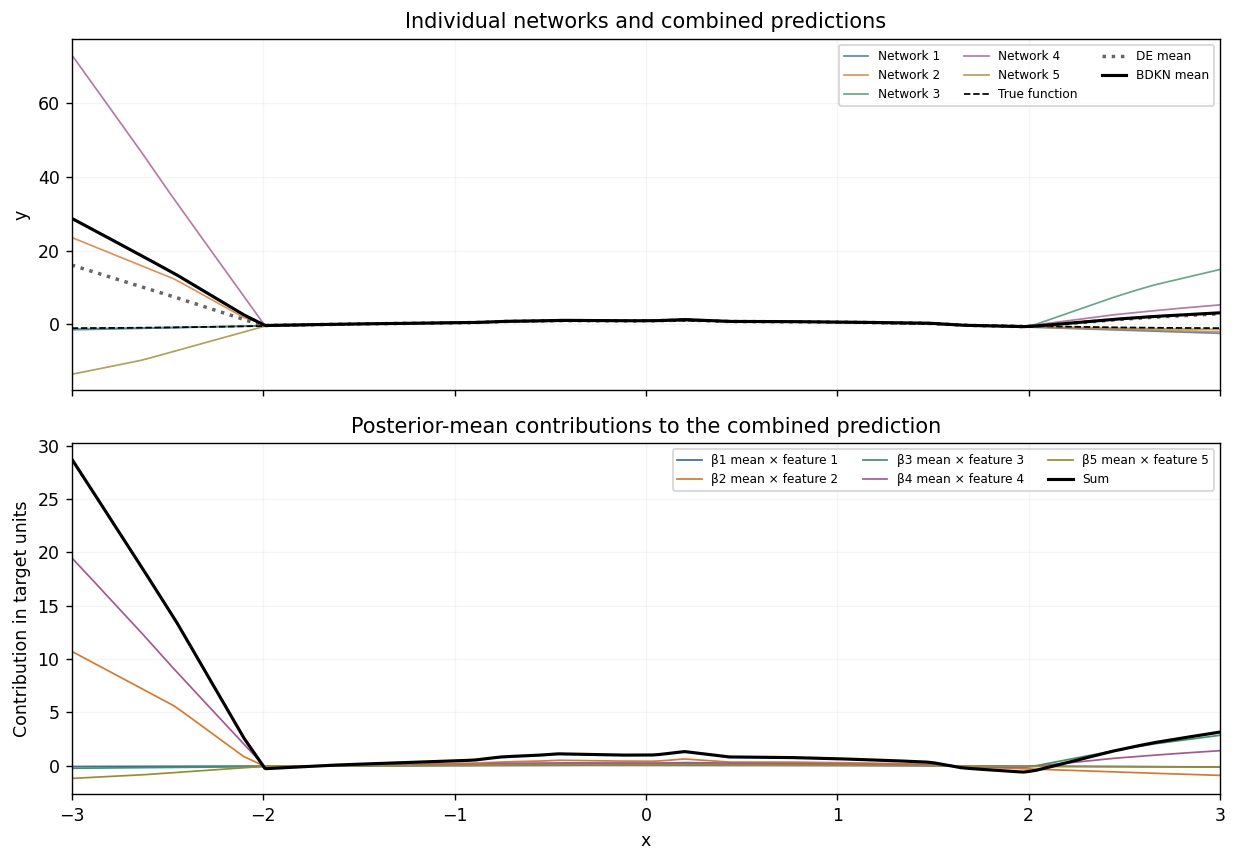 Individual networks and combined predictions
Network 1 Network 4 DE mean
Network 2 Network 5 BDKN mean
Network 3 True function
60
40
20
0
y
Posterior-mean contributions to the combined prediction
β1 mean × feature 1 β3 mean × feature 3 β5 mean × feature 5
β2 mean × feature 2 β4 mean × feature 4 Sum
30
25
20
15
10
5
0
Contribution in target units
−3 −2 −1 0 1 2 3
x